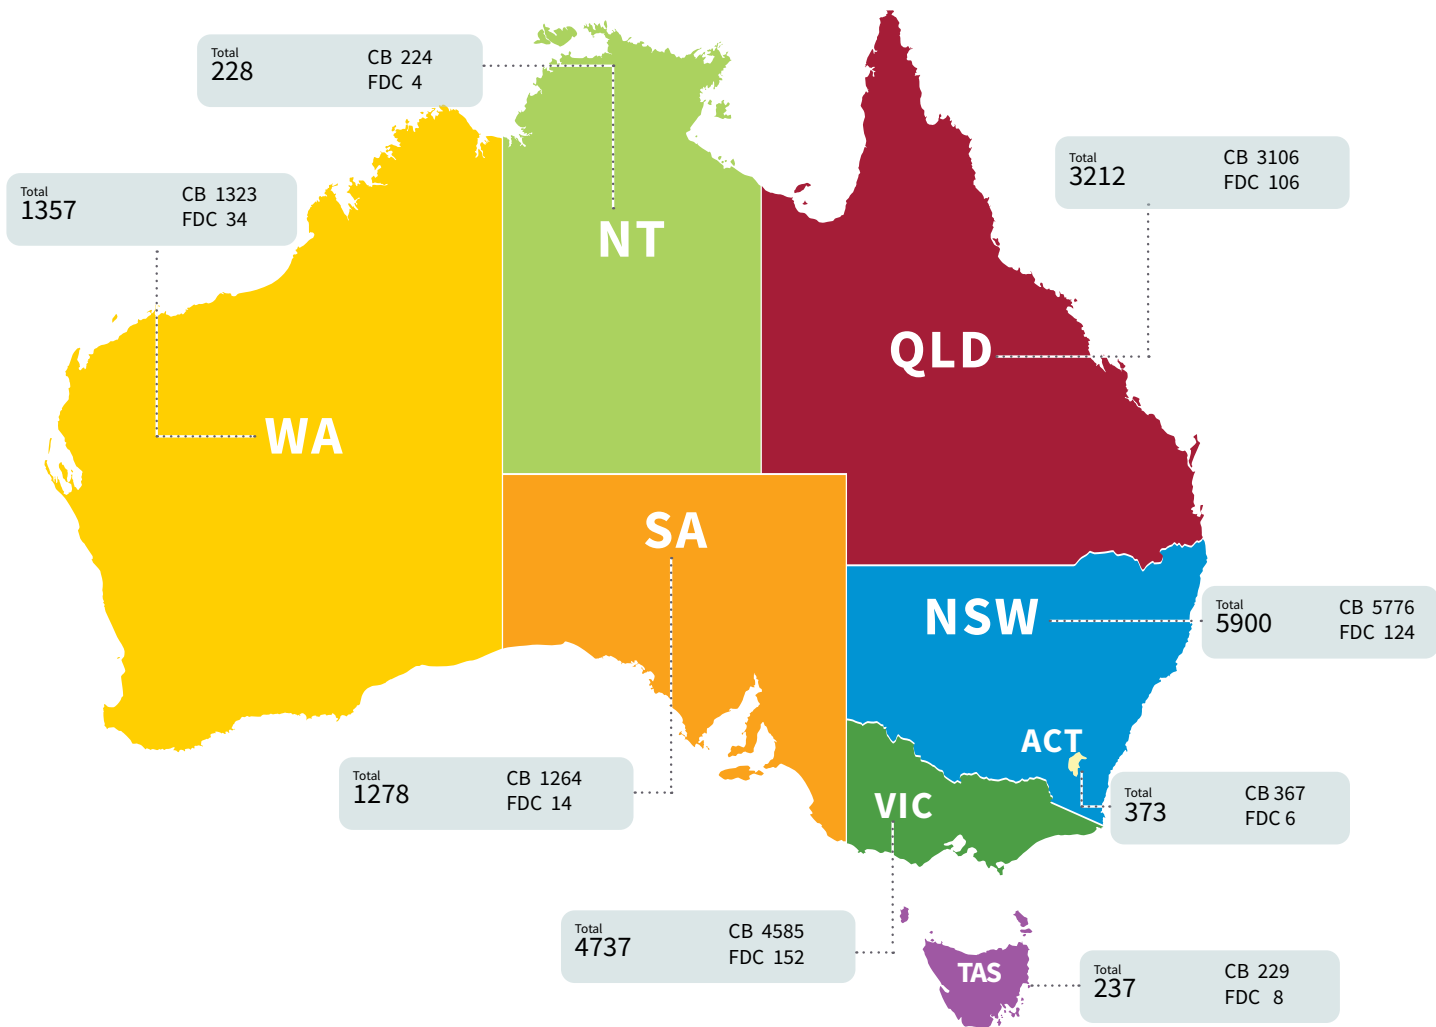 Total
228
CB 224
FDC 4
Total
1357
CB 1323
FDC 34
Total
3212
CB 3106
FDC 106
NT
QLD
WA
SA
NSW
Total
5900
CB 5776
FDC 124
ACT
Total
1278
CB 1264
FDC 14
VIC
Total
373
CB 367
FDC 6
Total
4737
CB 4585
FDC 152
TAS
Total
237
CB 229
FDC 8